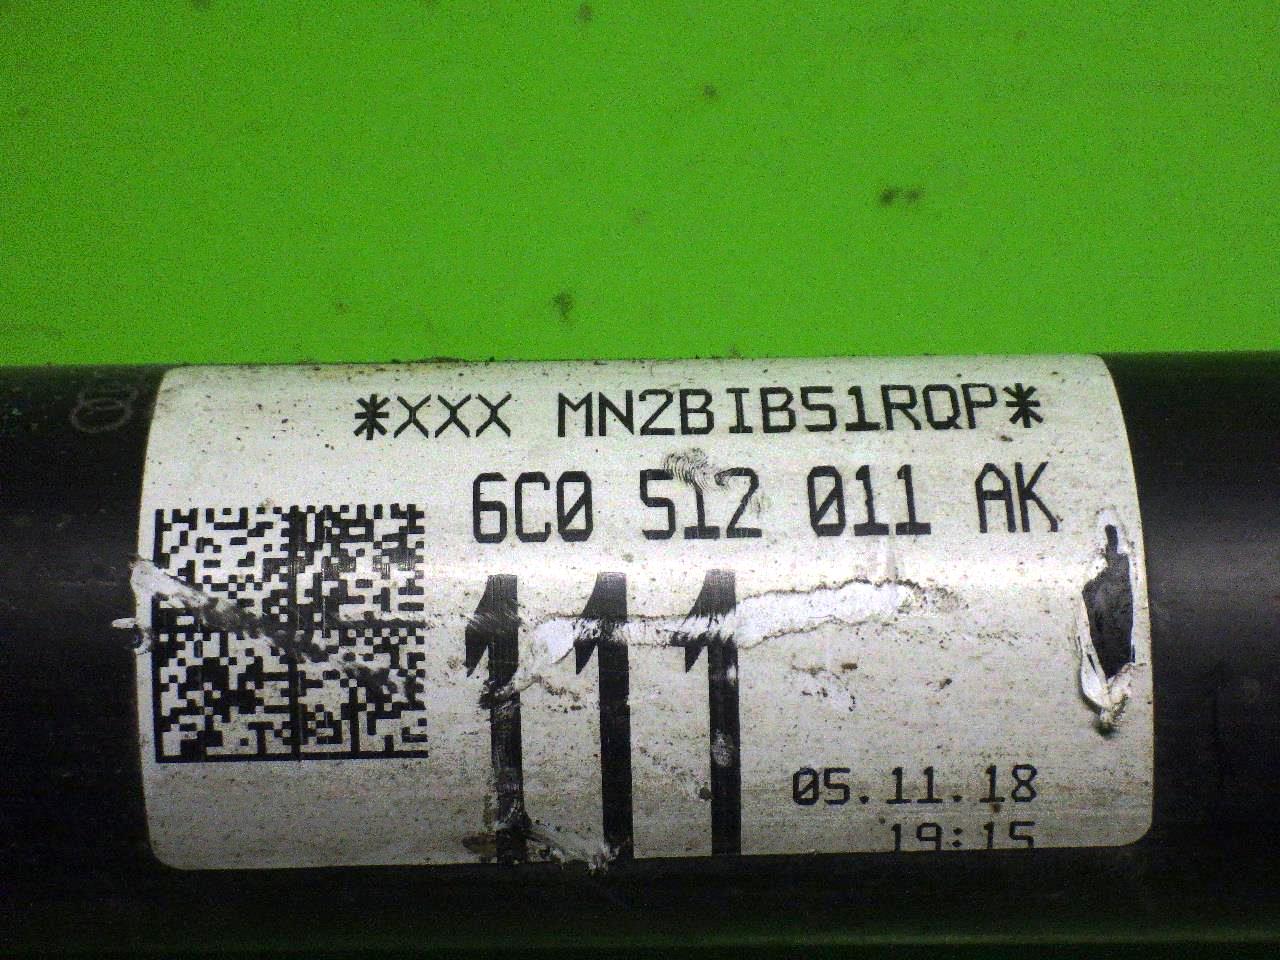 *XXX MN2BIB51RQP*
6C0 512 011 AK
111
05.11.18
19:15